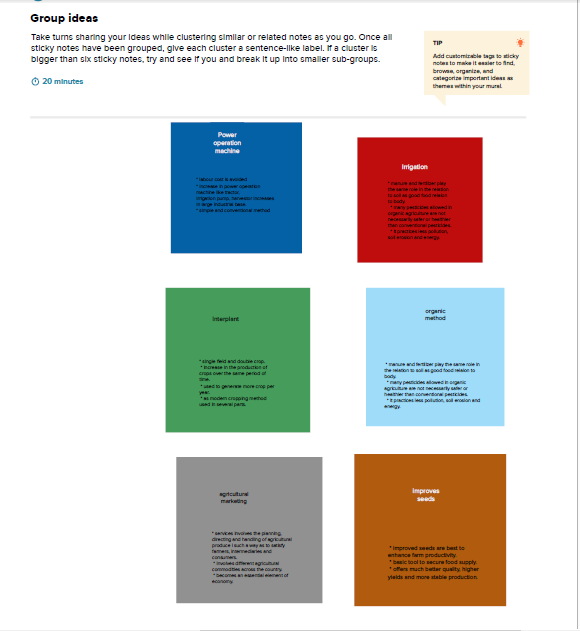 Group ideas
Take turns sharing your ideas while clustering similar or related notes as you go. Once all
sticky notes have been grouped, give each cluster a sentence-like label. If a cluster is
bigger than six sticky notes, try and see if you and break it up into smaller sub-groups.
20 minutes
TIP
Add customizable tags to sticky
notes to make it easier to find,
browse, organize, and
categorize important ideas as
themes within your mural.
Power
operation
machine
* labour cost is avoided
* increase in power operation
machine like tractor,
irrigation pump, harvestor increases
in large industrial base.
* simple and conventional method
Irrigation
* manure and fertilizer play
the same role in the relation
to soil as good food relaion
to body
* many pesticides allowed in
organic agriculture are not
necessarily safer or healthier
than conventional pesticides.
* it practices less pollution,
soil erosion and energy.
interplant
* single field and double crop.
* increase in the production of
crops over the same period of
time.
* used to generate more crop per
year.
* as modern cropping method
used in several parts.
organic
method
* manure and fertilizer play the same role in
the relation to soil as good food relaion to
body.
* many pesticides allowed in organic
agriculture are not necessarily safer or
healthier than conventional pesticides.
* it practices less pollution, soil erosion and
energy.
agricultural
marketing
* services involves the planning,
directing and handling of agricultural
produce i such a way as to satisfy
farmers, intermediaries and
consumers.
* involves different agricultural
commodities across the country.
* becomes an essential element of
economy.
improves
seeds
* improved seeds are best to
enhance farm productivity.
* basic tool to secure food supply.
* offers much better quality, higher
yields and more stable production